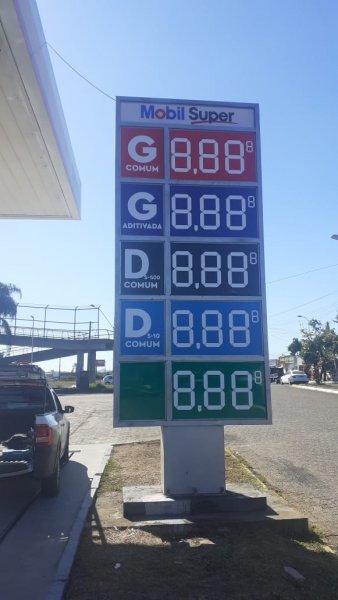 Mobil Super
G 8.88 8
COMUM
G 8.88 8
ADITIVADA
D S-500 8.88 8
COMUM
D S-10 8.88 8
COMUM
8.88 8